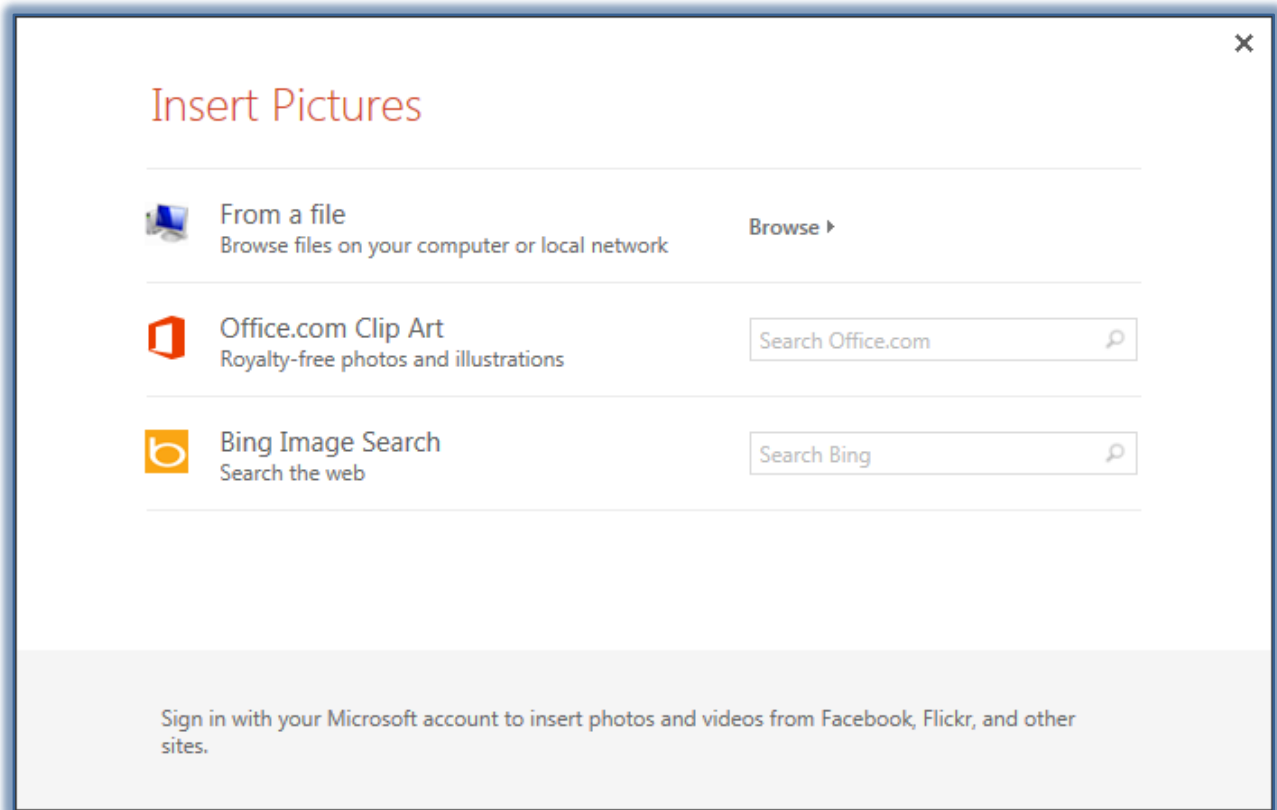 Insert Pictures
From a file
Browse files on your computer or local network
Browse
Office.com Clip Art
Royalty-free photos and illustrations
Search Office.com
Bing Image Search
Search the web
Search Bing
Sign in with your Microsoft account to insert photos and videos from Facebook, Flickr, and other
sites.